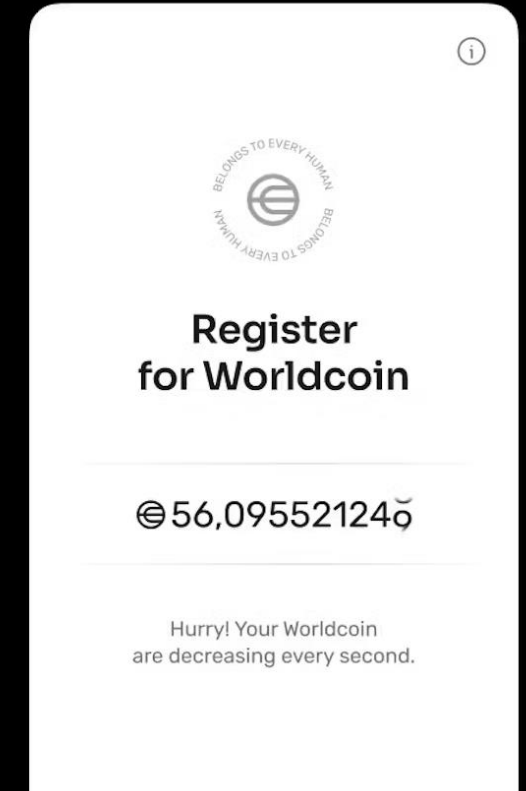 BELONGS TO EVERY HUMAN
BELONGS TO EVERY HUMAN
Register
for Worldcoin
56,095521249
Hurry! Your Worldcoin
are decreasing every second.